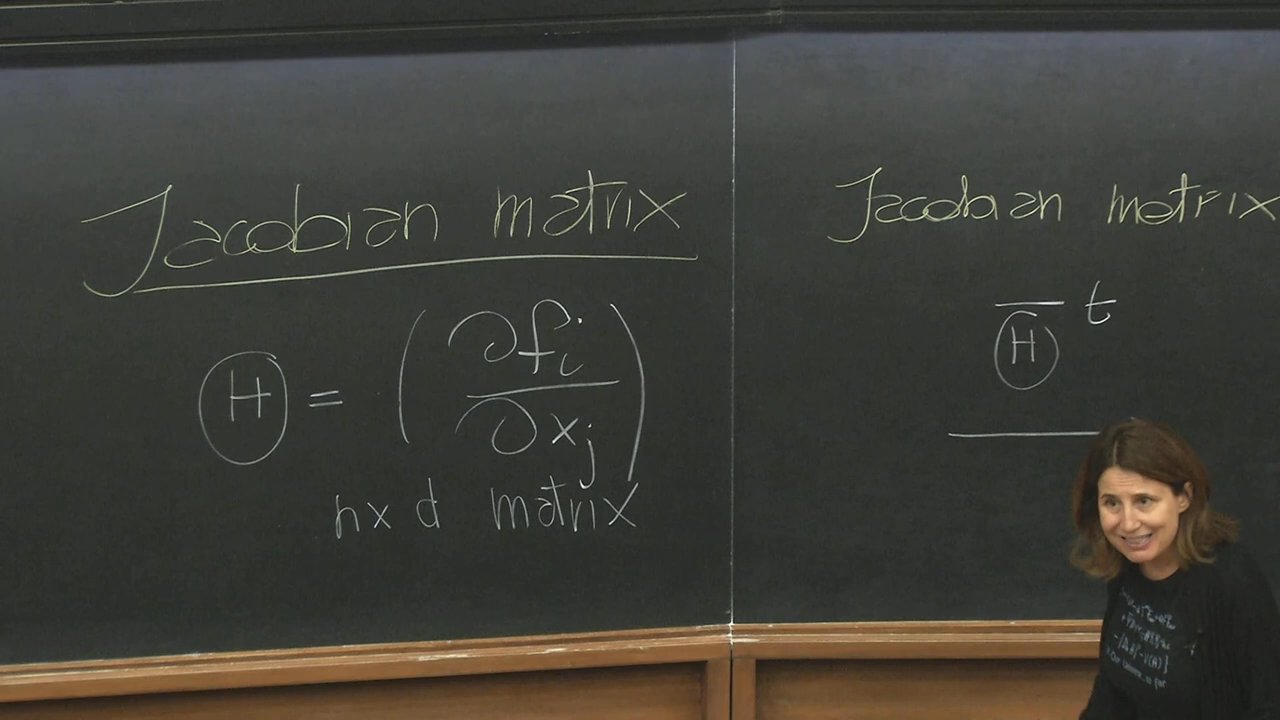 Jacobian matrix
Ⓗ = (∂fᵢ / ∂xⱼ)
n x d matrix
Jacobian matrix
Ⓗ̅ t